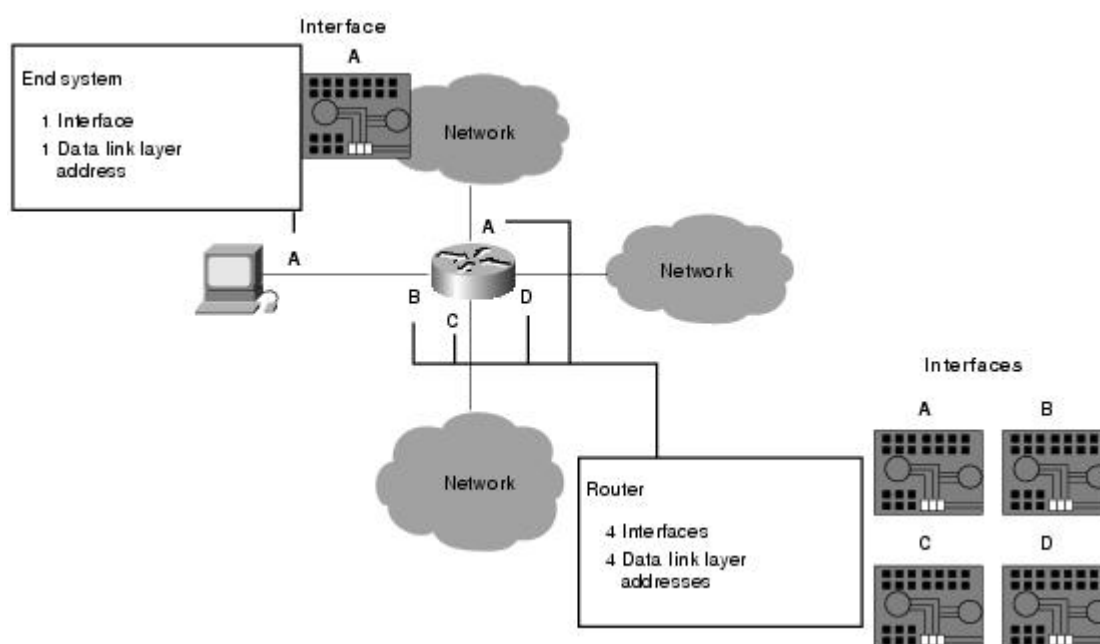 Interface
A
End system
1 Interface
1 Data link layer
address
Network
A
A
Network
B
D
C
Interfaces
A
B
Network
Router
4 Interfaces
4 Data link layer
addresses
C
D